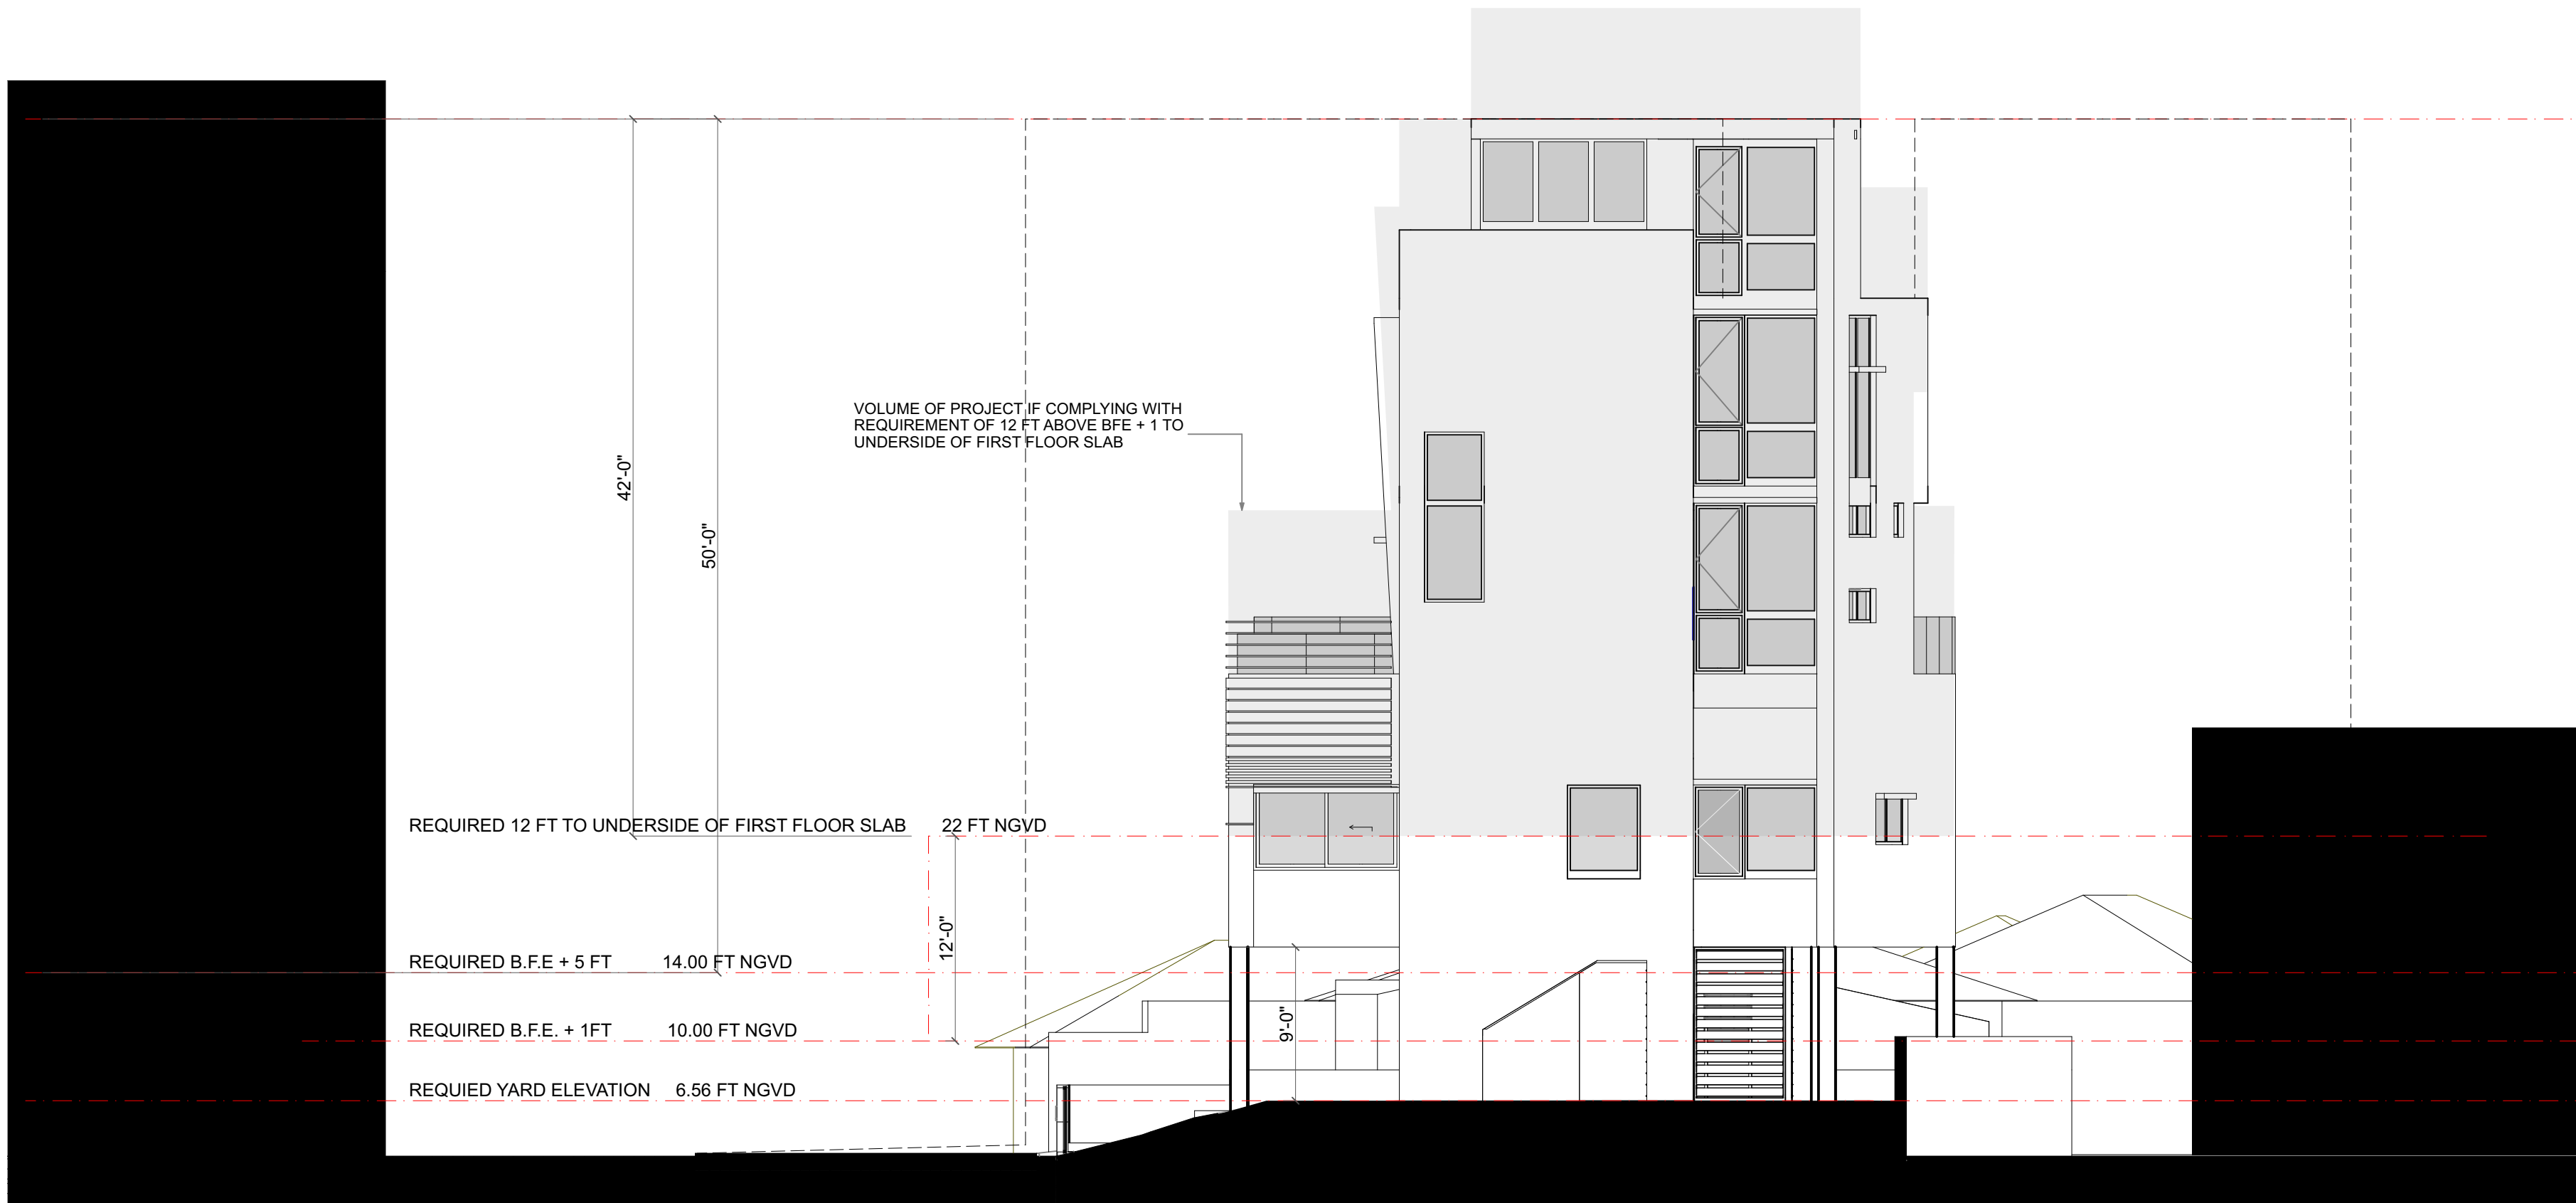 VOLUME OF PROJECT IF COMPLYING WITH
REQUIREMENT OF 12 FT ABOVE BFE + 1 TO
UNDERSIDE OF FIRST FLOOR SLAB
42'-0"
50'-0"
REQUIRED 12 FT TO UNDERSIDE OF FIRST FLOOR SLAB 22 FT NGVD
12'-0"
REQUIRED B.F.E + 5 FT 14.00 FT NGVD
9'-0"
REQUIRED B.F.E. + 1FT 10.00 FT NGVD
REQUIED YARD ELEVATION 6.56 FT NGVD